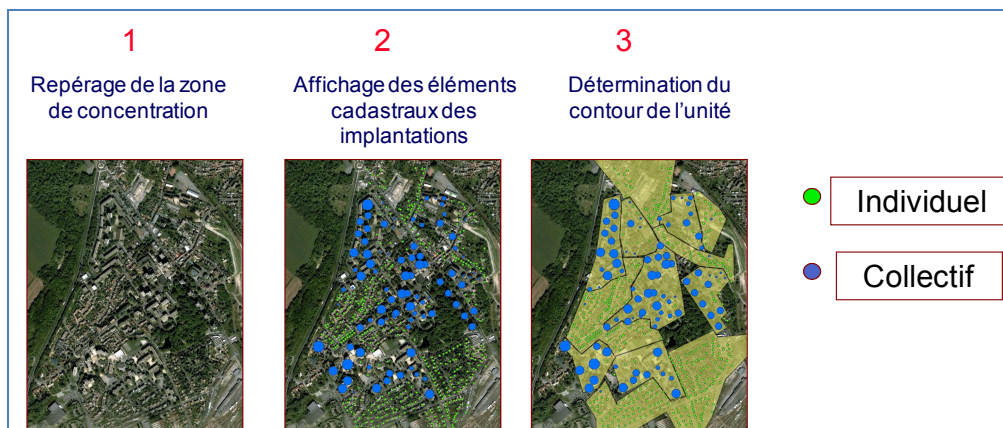 1
2
3
Repérage de la zone
de concentration
Affichage des éléments
cadastraux des
implantations
Détermination du
contour de l'unité
Individuel
Collectif